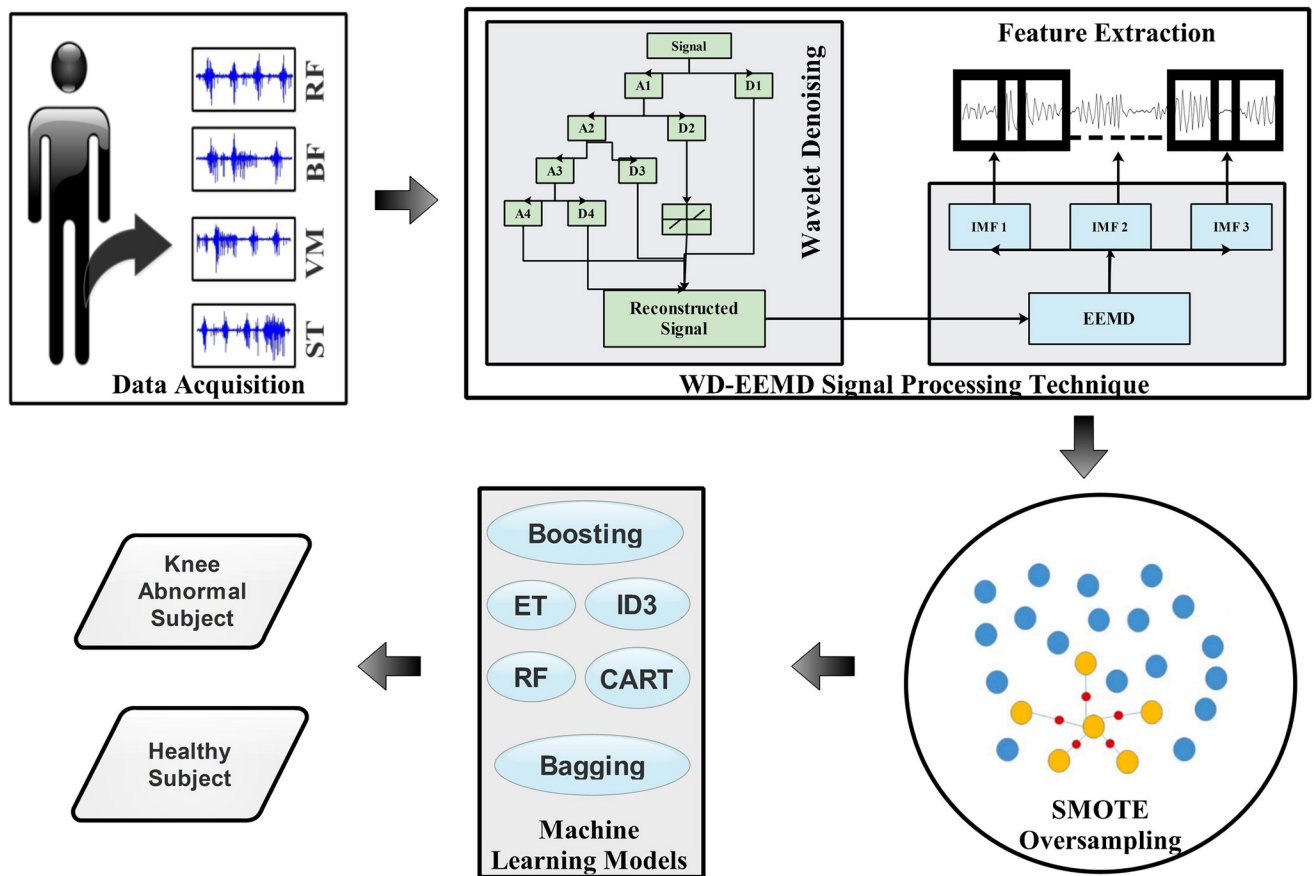 RF
BF
VM
ST
Data Acquisition
Signal
A1
D1
A2
D2
A3
D3
A4
D4
Reconstructed
Signal
Wavelet Denoising
Feature Extraction
IMF 1
IMF 2
IMF 3
EEMD
WD-EEMD Signal Processing Technique
SMOTE
Oversampling
Boosting
ET
ID3
RF
CART
Bagging
Machine
Learning Models
Knee
Abnormal
Subject
Healthy
Subject